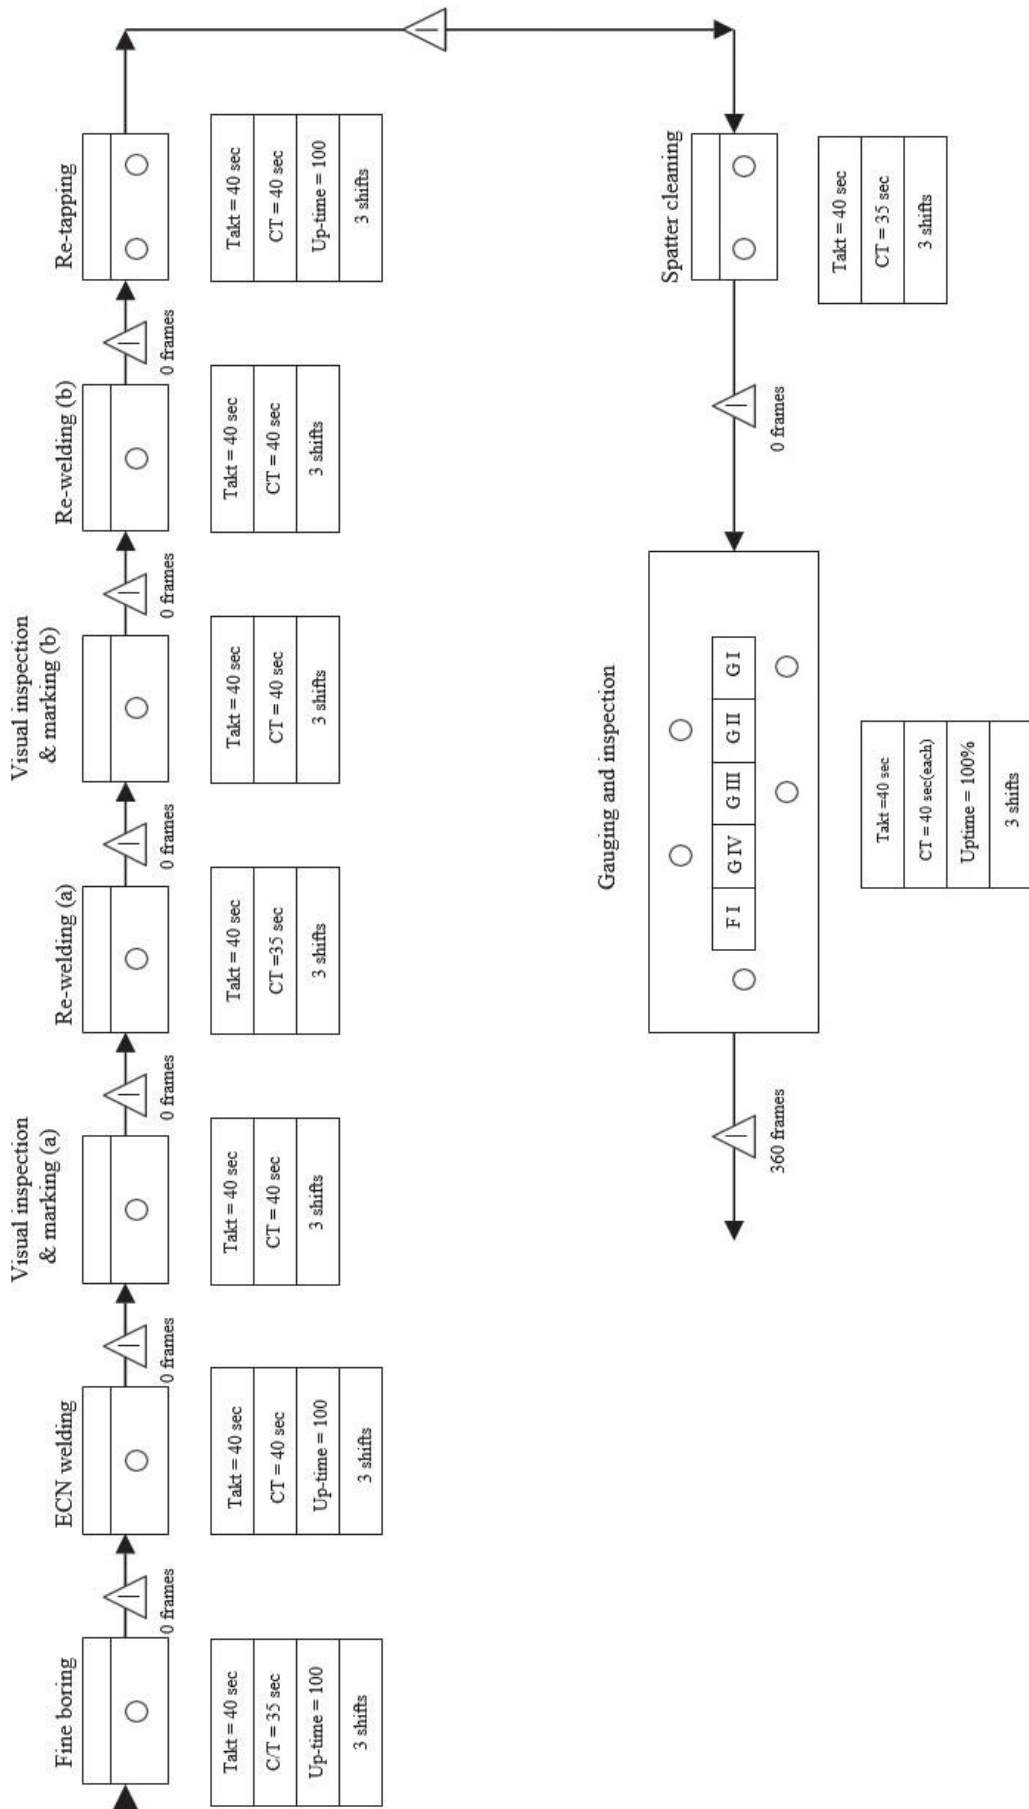 Fine boring
Takt = 40 sec
C/T = 35 sec
Up-time = 100
3 shifts
0 frames
ECN welding
Takt = 40 sec
CT = 40 sec
Up-time = 100
3 shifts
0 frames
Visual inspection
& marking (a)
Takt = 40 sec
CT = 40 sec
3 shifts
0 frames
Re-welding (a)
Takt = 40 sec
CT =35 sec
3 shifts
0 frames
Visual inspection
& marking (b)
Takt = 40 sec
CT = 40 sec
3 shifts
0 frames
Re-welding (b)
Takt = 40 sec
CT = 40 sec
3 shifts
0 frames
Re-tapping
Takt = 40 sec
CT = 40 sec
Up-time = 100
3 shifts
I
Spatter cleaning
Takt = 40 sec
CT = 35 sec
3 shifts
0 frames
Gauging and inspection
F I
G IV
G III
G II
G I
Takt =40 sec
CT = 40 sec(each)
Uptime = 100%
3 shifts
360 frames